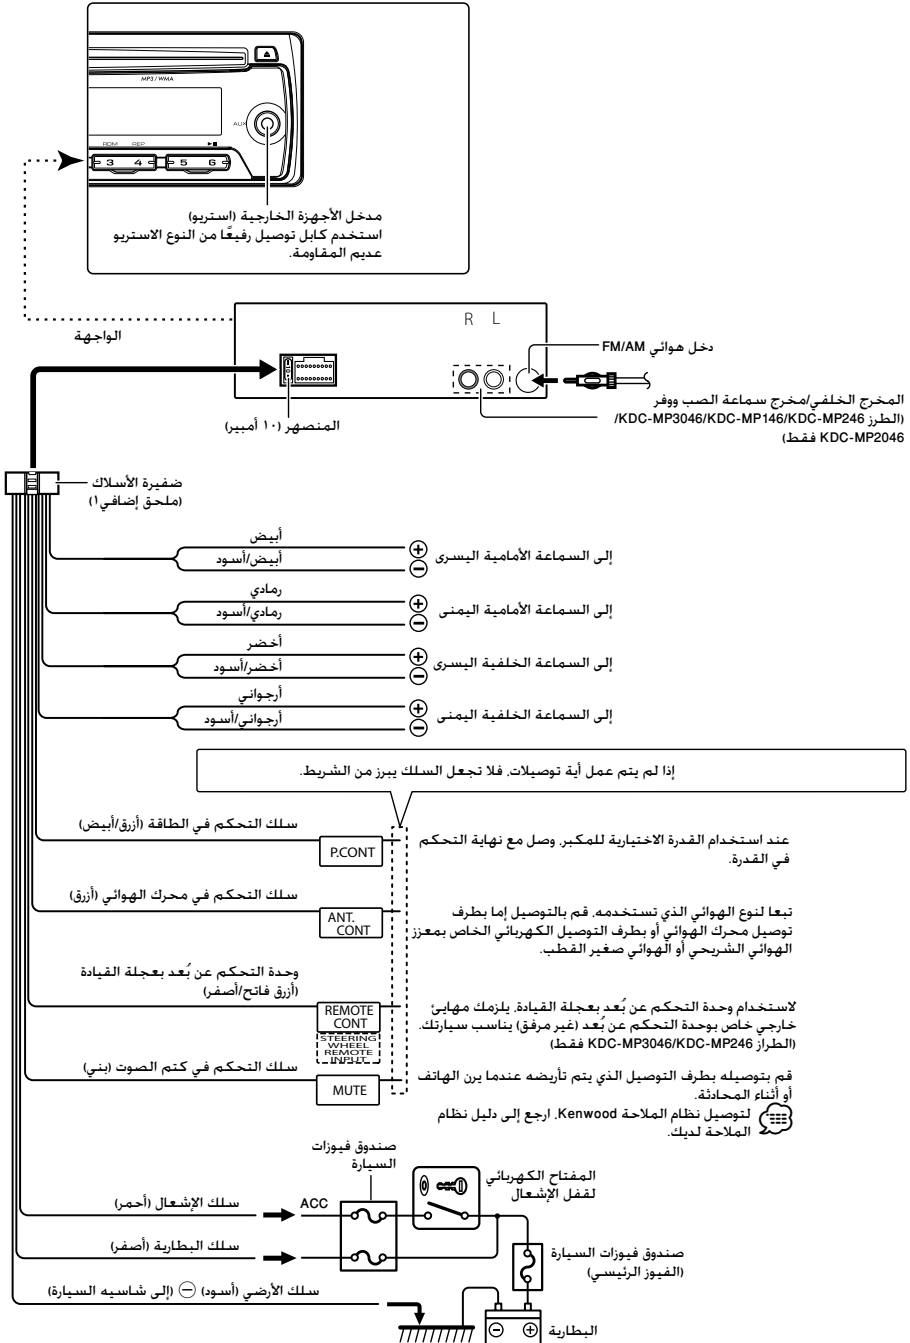 MP3 / WMA
AUX
RDM REP
3 4 5 6
مدخل الأجهزة الخارجية (استريو)
استخدم كابل توصيل رفيعًا من النوع الاستريو
عديم المقاومة.
الواجهة
R L
دخل هوائي FM/AM
المنصهر (١٠ أمبير)
المخرج الخلفي/مخرج سماعة الصب ووفر
(الطرز KDC-MP3046/KDC-MP146/KDC-MP246/
KDC-MP2046 فقط)
ضفيرة الأسلاك
(ملحق إضافي١)
أبيض
أبيض/أسود
إلى السماعة الأمامية اليسرى
رمادي
رمادي/أسود
إلى السماعة الأمامية اليمنى
أخضر
أخضر/أسود
إلى السماعة الخلفية اليسرى
أرجواني
أرجواني/أسود
إلى السماعة الخلفية اليمنى
إذا لم يتم عمل أية توصيلات، فلا تجعل السلك يبرز من الشريط.
سلك التحكم في الطاقة (أزرق/أبيض)
P.CONT
عند استخدام القدرة الاختيارية للمكبر، وصل مع نهاية التحكم
في القدرة.
سلك التحكم في محرك الهوائي (أزرق)
ANT.
CONT
تبعا لنوع الهوائي الذي تستخدمه، قم بالتوصيل إما بطرف
توصيل محرك الهوائي أو بطرف التوصيل الكهربائي الخاص بمعزز
الهوائي الشريحي أو الهوائي صغير القطب.
وحدة التحكم عن بُعد بعجلة القيادة
(أزرق فاتح/أصفر)
REMOTE
CONT
STEERING
WHEEL
REMOTE
INPUT
لاستخدام وحدة التحكم عن بُعد بعجلة القيادة، يلزمك مهايئ
خارجي خاص بوحدة التحكم عن بُعد (غير مرفق) يناسب سيارتك.
(الطراز KDC-MP3046/KDC-MP246 فقط)
سلك التحكم في كتم الصوت (بني)
MUTE
قم بتوصيله بطرف التوصيل الذي يتم تأريضه عندما يرن الهاتف
أو أثناء المحادثة.
لتوصيل نظام الملاحة Kenwood، ارجع إلى دليل نظام
الملاحة لديك.
صندوق فيوزات
السيارة
المفتاح الكهربائي
لقفل الإشعال
سلك الإشعال (أحمر)
ACC
سلك البطارية (أصفر)
صندوق فيوزات السيارة
(الفيوز الرئيسي)
سلك الأرضي (أسود) ⊖ (إلى شاسيه السيارة)
البطارية